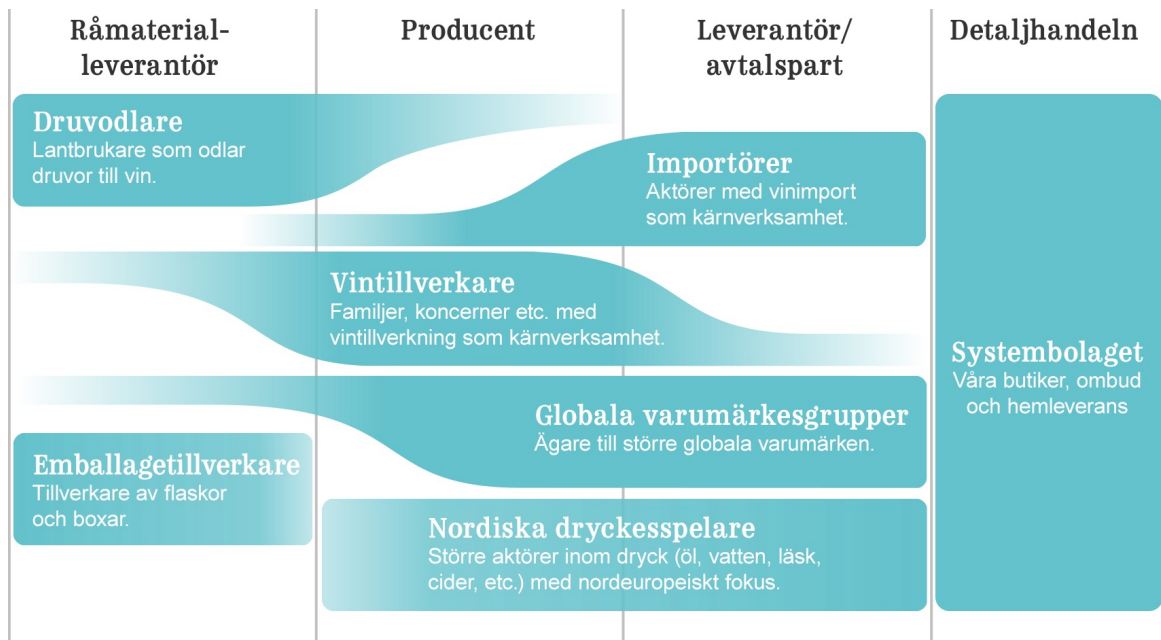 Råmaterial-
leverantör
Producent
Leverantör/
avtalspart
Detaljhandeln
Druvodlare
Lantbrukare som odlar
druvor till vin.
Importörer
Aktörer med vinimport
som kärnverksamhet.
Vintillverkare
Familjer, koncerner etc. med
vintillverkning som kärnverksamhet.
Systembolaget
Våra butiker, ombud
och hemleverans
Globala varumärkesgrupper
Ägare till större globala varumärken.
Emballagetillverkare
Tillverkare av flaskor
och boxar.
Nordiska dryckesspelare
Större aktörer inom dryck (öl, vatten, läsk,
cider, etc.) med nordeuropeiskt fokus.